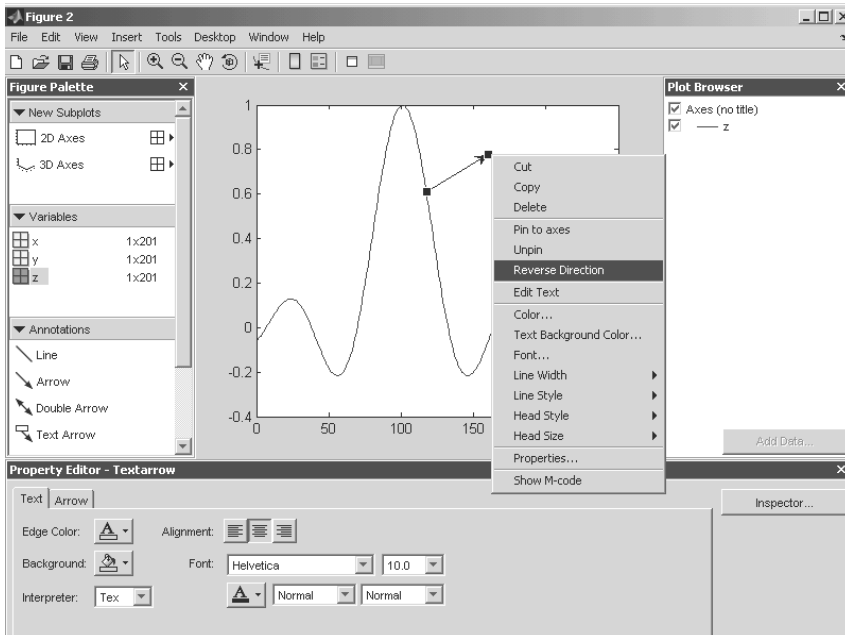 Figure 2
File Edit View Insert Tools Desktop Window Help
Figure Palette
New Subplots
2D Axes
3D Axes
Variables
x 1x201
y 1x201
z 1x201
Annotations
Line
Arrow
Double Arrow
Text Arrow
1
0.8
0.6
0.4
0.2
0
-0.2
-0.4
0 50 100 150
Cut
Copy
Delete
Pin to axes
Unpin
Reverse Direction
Edit Text
Color...
Text Background Color...
Font...
Line Width
Line Style
Head Style
Head Size
Properties...
Show M-code
Plot Browser
Axes (no title)
z
Add Data...
Property Editor - Textarrow
Text Arrow
Edge Color: A Alignment:
Background: Font: Helvetica 10.0
Interpreter: Tex A Normal Normal
Inspector...